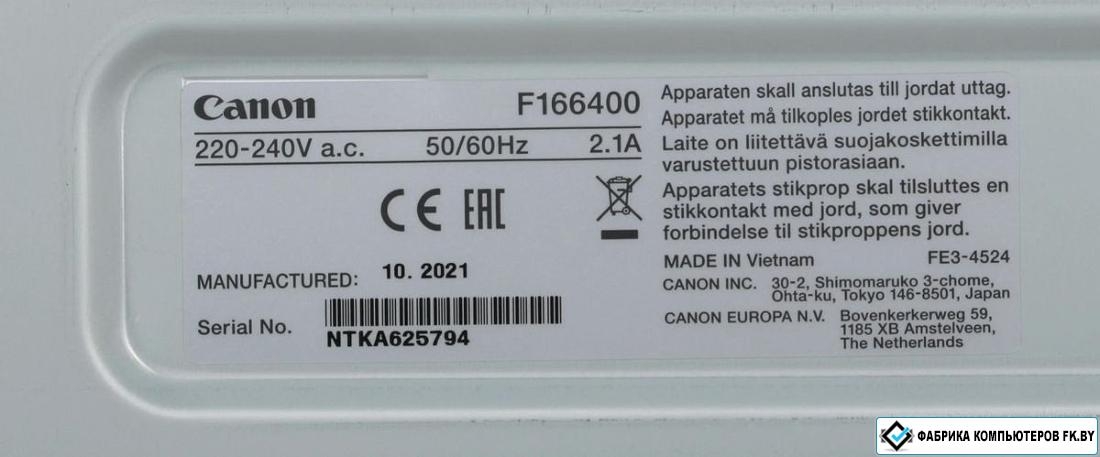 Canon F166400
220-240V a.c. 50/60Hz 2.1A
CE EAC
MANUFACTURED: 10. 2021
Serial No.
NTKA625794
Apparaten skall anslutas till jordat uttag.
Apparatet må tilkoples jordet stikkontakt.
Laite on liitettävä suojakoskettimilla
varustettuun pistorasiaan.
Apparatets stikprop skal tilsluttes en
stikkontakt med jord, som giver
forbindelse til stikproppens jord.
MADE IN Vietnam FE3-4524
CANON INC. 30-2, Shimomaruko 3-chome,
Ohta-ku, Tokyo 146-8501, Japan
CANON EUROPA N.V. Bovenkerkerweg 59,
1185 XB Amstelveen,
The Netherlands
ФАБРИКА КОМПЬЮТЕРОВ FK.BY